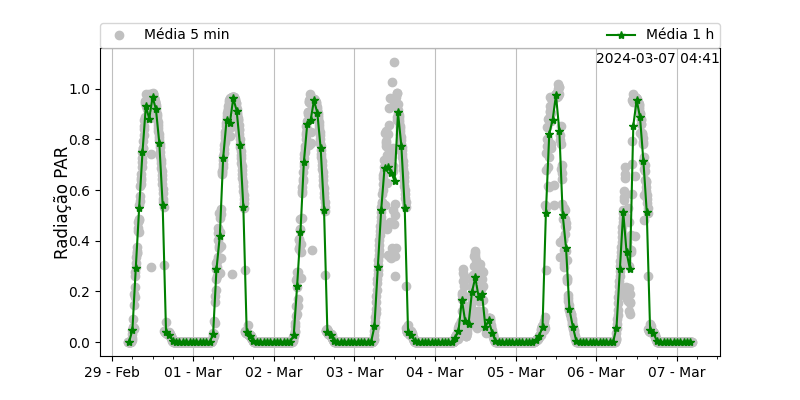 Média 5 min
Média 1 h
2024-03-07 04:41
Radiação PAR
1.0
0.8
0.6
0.4
0.2
0.0
29 - Feb 01 - Mar 02 - Mar 03 - Mar 04 - Mar 05 - Mar 06 - Mar 07 - Mar